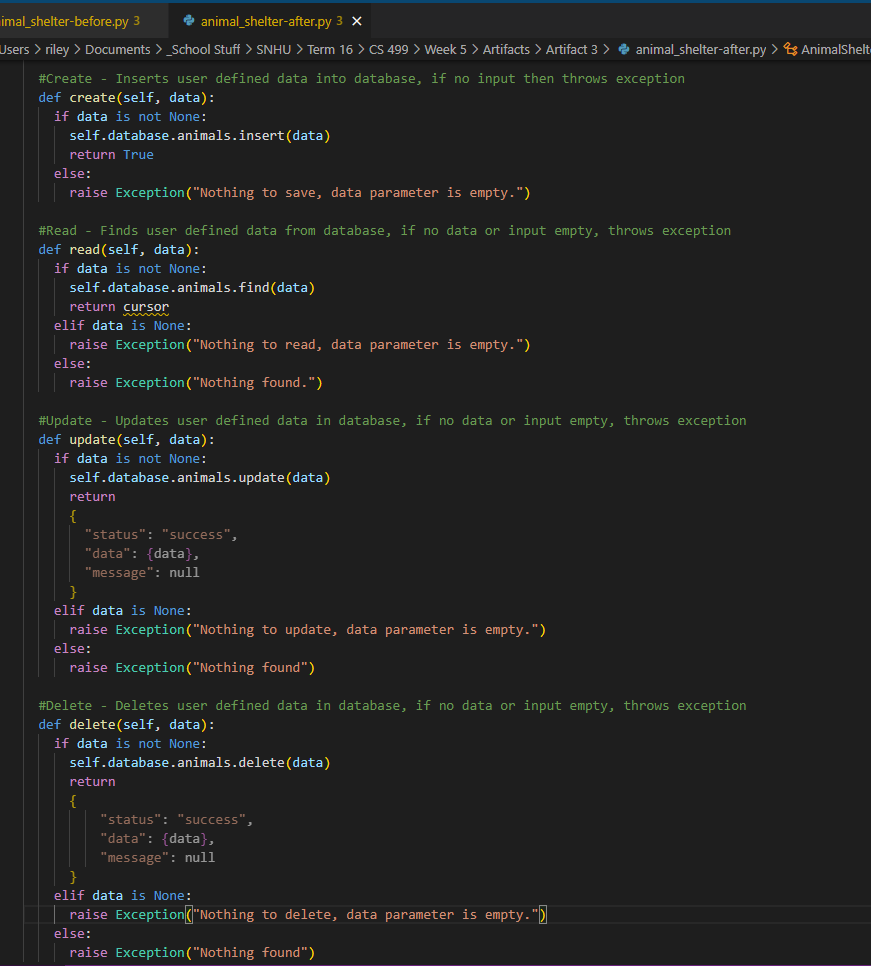 imal_shelter-before.py 3 animal_shelter-after.py 3 ×
Users > riley > Documents > _School Stuff > SNHU > Term 16 > CS 499 > Week 5 > Artifacts > Artifact 3 > animal_shelter-after.py > AnimalShelt
#Create - Inserts user defined data into database, if no input then throws exception
def create(self, data):
  if data is not None:
    self.database.animals.insert(data)
    return True
  else:
    raise Exception("Nothing to save, data parameter is empty.")

#Read - Finds user defined data from database, if no data or input empty, throws exception
def read(self, data):
  if data is not None:
    self.database.animals.find(data)
    return cursor
  elif data is None:
    raise Exception("Nothing to read, data parameter is empty.")
  else:
    raise Exception("Nothing found.")

#Update - Updates user defined data in database, if no data or input empty, throws exception
def update(self, data):
  if data is not None:
    self.database.animals.update(data)
    return
    {
      "status": "success",
      "data": {data},
      "message": null
    }
  elif data is None:
    raise Exception("Nothing to update, data parameter is empty.")
  else:
    raise Exception("Nothing found")

#Delete - Deletes user defined data in database, if no data or input empty, throws exception
def delete(self, data):
  if data is not None:
    self.database.animals.delete(data)
    return
    {
        "status": "success",
        "data": {data},
        "message": null
    }
  elif data is None:
    raise Exception("Nothing to delete, data parameter is empty.")
  else:
    raise Exception("Nothing found")